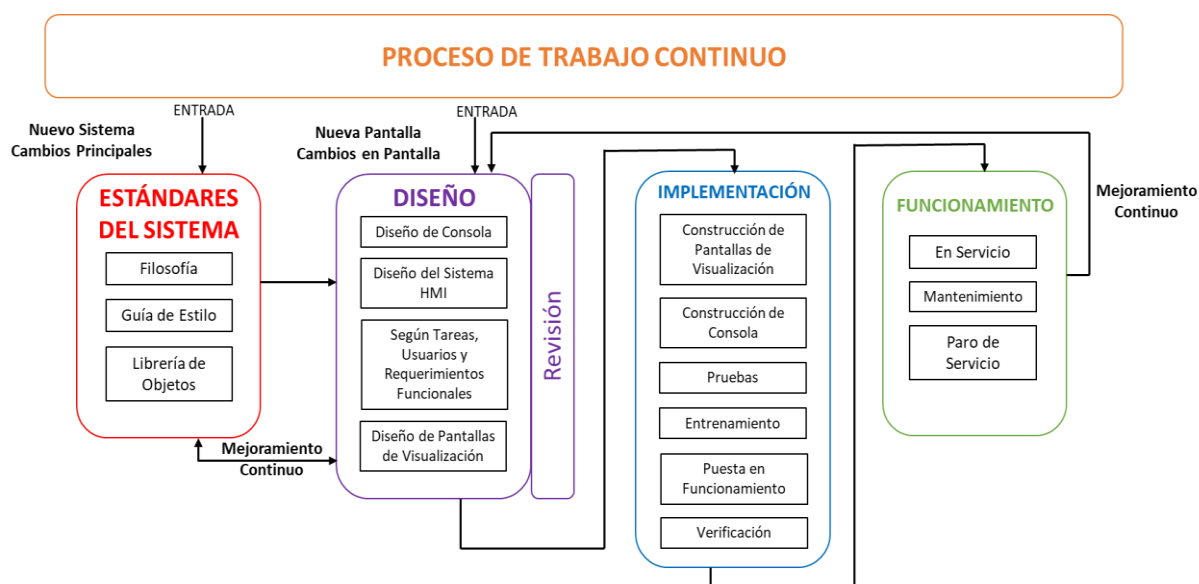 PROCESO DE TRABAJO CONTINUO
ENTRADA
Nuevo Sistema
Cambios Principales
ESTÁNDARES
DEL SISTEMA
Filosofía
Guía de Estilo
Librería de
Objetos
Mejoramiento
Continuo
ENTRADA
Nueva Pantalla
Cambios en Pantalla
DISEÑO
Diseño de Consola
Diseño del Sistema
HMI
Según Tareas,
Usuarios y
Requerimientos
Funcionales
Diseño de Pantallas
de Visualización
Revisión
IMPLEMENTACIÓN
Construcción de
Pantallas de
Visualización
Construcción de
Consola
Pruebas
Entrenamiento
Puesta en
Funcionamiento
Verificación
FUNCIONAMIENTO
En Servicio
Mantenimiento
Paro de
Servicio
Mejoramiento
Continuo